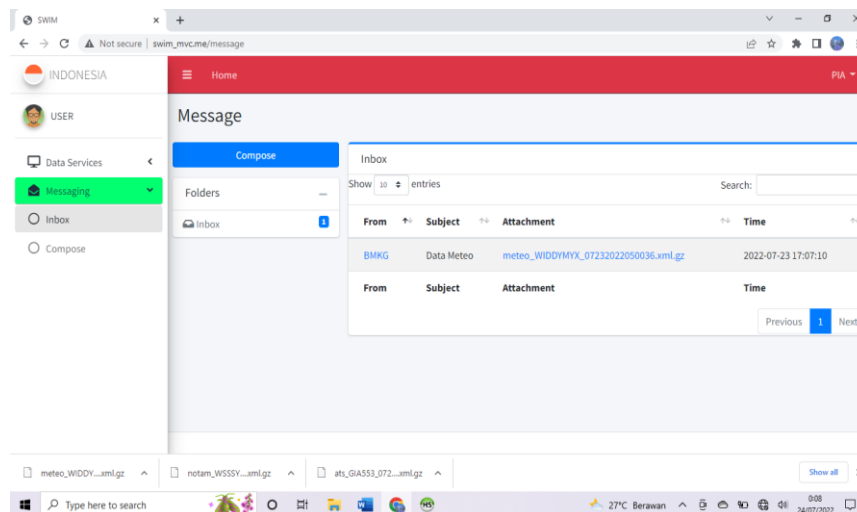 SWIM
Not secure | swim_mvc.me/message
INDONESIA
Home
PIA
USER
Message
Data Services
Messaging
Inbox
Compose
Compose
Folders
Inbox
1
Inbox
Show 10 entries
Search:
From Subject Attachment Time
BMKG Data Meteo meteo_WIDDYMYX_07232022050036.xml.gz 2022-07-23 17:07:10
From Subject Attachment Time
Previous 1 Next
meteo_WIDDY....xml.gz
notam_WSSSY....xml.gz
ats_GIA553_072....xml.gz
Show all
Type here to search
27°C Berawan
0:08
24/07/2022